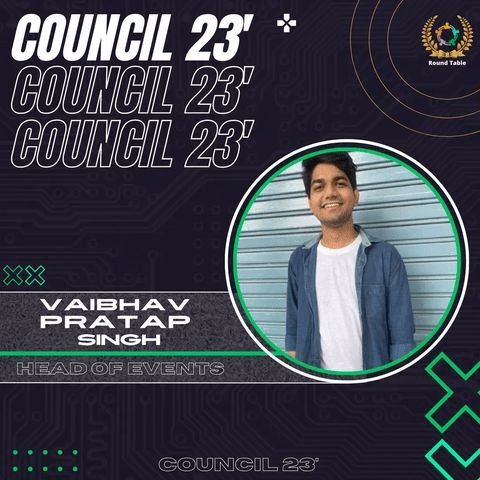 COUNCIL 23'
COUNCIL 23'
COUNCIL 23'
Round Table
VAIBHAV
PRATAP
SINGH
HEAD OF EVENTS
COUNCIL 23'